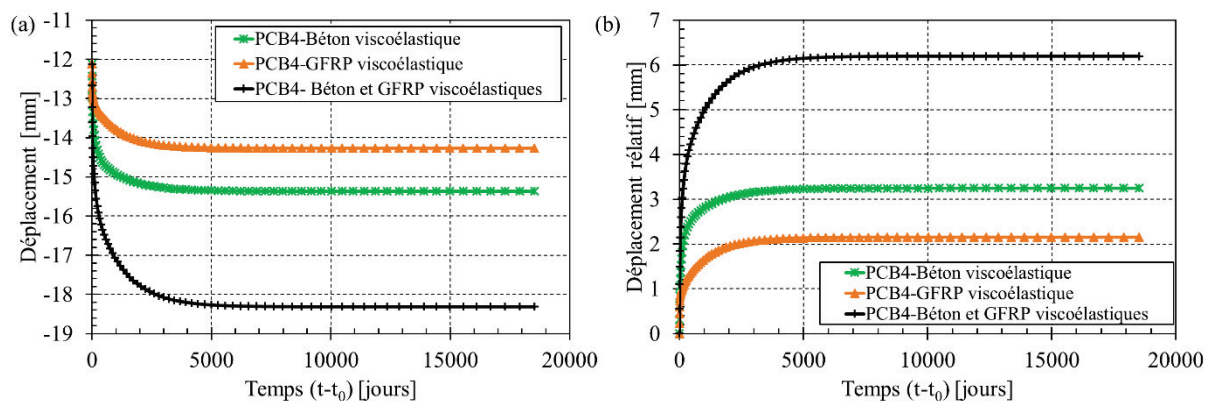 (a)
Déplacement [mm]
-11
-12
-13
-14
-15
-16
-17
-18
-19
PCB4-Béton viscoélastique
PCB4-GFRP viscoélastique
PCB4- Béton et GFRP viscoélastiques
0
5000
10000
15000
20000
Temps (t-t0) [jours]
(b)
Déplacement rélatif [mm]
7
6
5
4
3
2
1
0
PCB4-Béton viscoélastique
PCB4-GFRP viscoélastique
PCB4-Béton et GFRP viscoélastiques
0
5000
10000
15000
20000
Temps (t-t0) [jours]